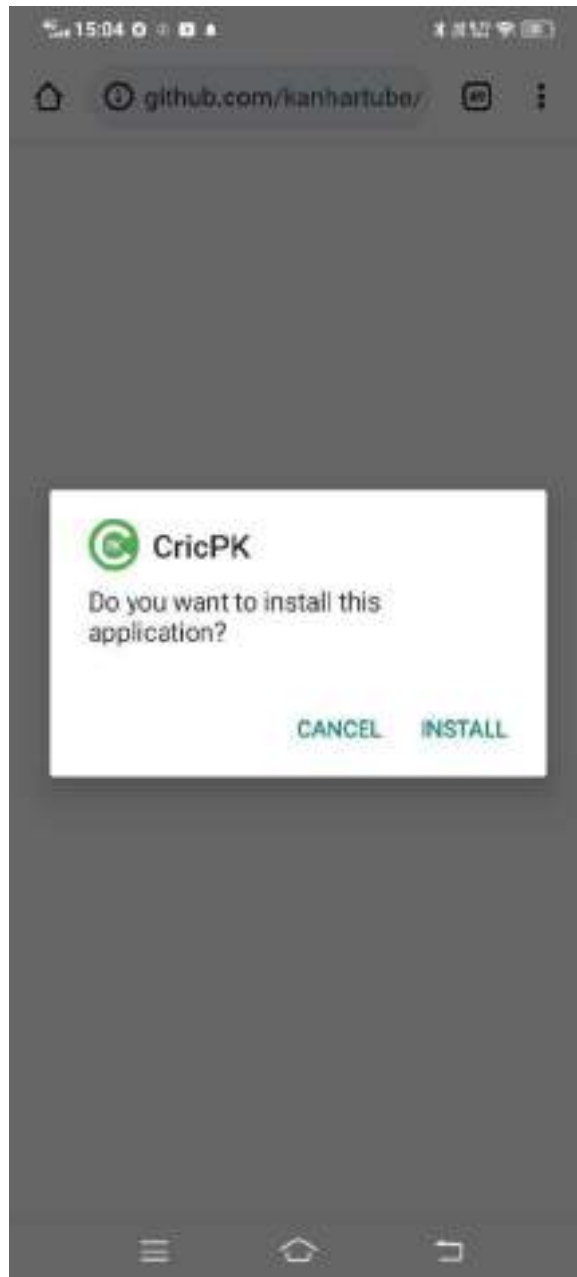 15:04
github.com/kanhartube/
CricPK
Do you want to install this
application?
CANCEL INSTALL